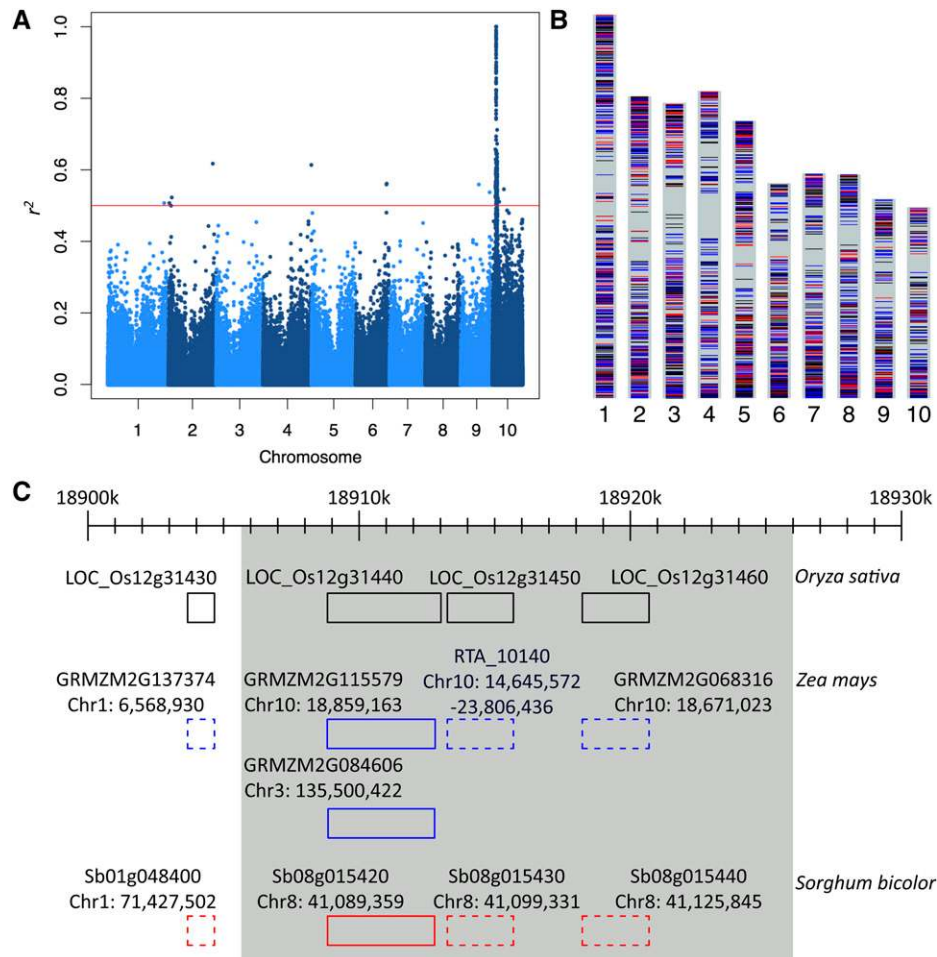 A
B
1.0
0.8
0.6
0.4
0.2
0.0
r²
1 2 3 4 5 6 7 8 9 10
Chromosome
1 2 3 4 5 6 7 8 9 10
C
18900k 18910k 18920k 18930k
LOC_Os12g31430 LOC_Os12g31440 LOC_Os12g31450 LOC_Os12g31460 Oryza sativa
RTA_10140
GRMZM2G137374 GRMZM2G115579 Chr10: 14,645,572 GRMZM2G068316 Zea mays
Chr1: 6,568,930 Chr10: 18,859,163 -23,806,436 Chr10: 18,671,023
GRMZM2G084606
Chr3: 135,500,422
Sb01g048400 Sb08g015420 Sb08g015430 Sb08g015440 Sorghum bicolor
Chr1: 71,427,502 Chr8: 41,089,359 Chr8: 41,099,331 Chr8: 41,125,845